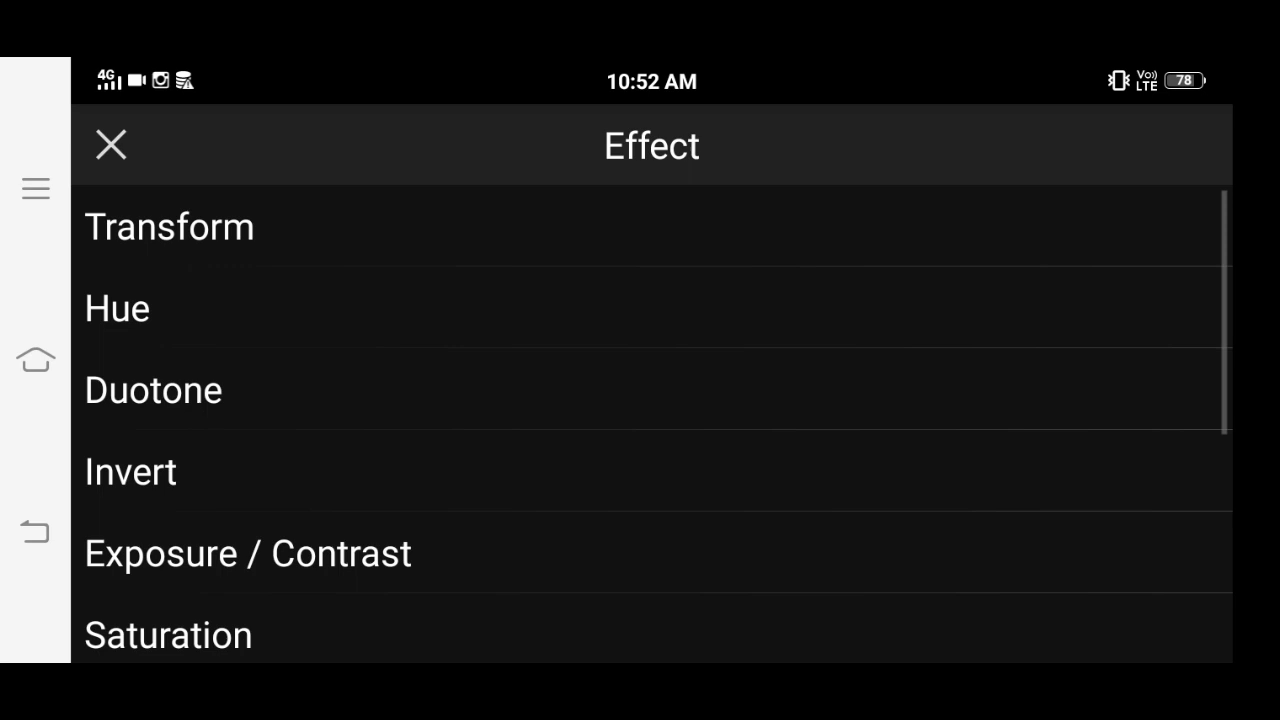 4G
10:52 AM
Vo)) LTE
78
Effect
Transform
Hue
Duotone
Invert
Exposure / Contrast
Saturation